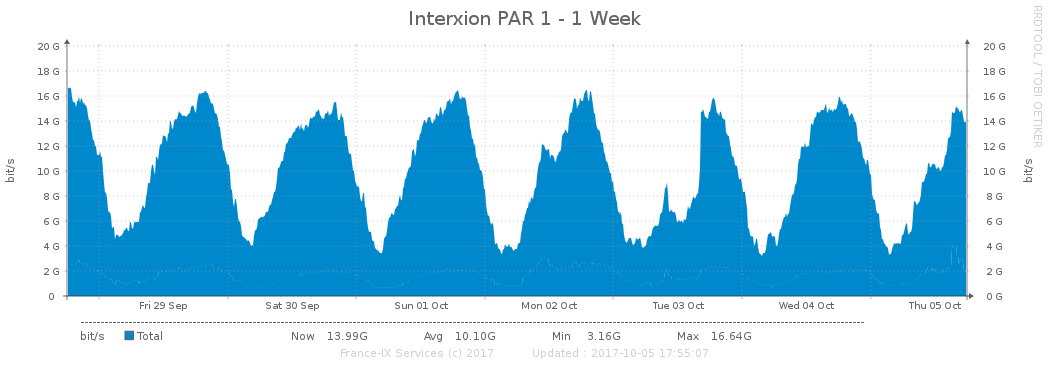 Interxion PAR 1 - 1 Week
RRDTOOL / TOBI OETIKER
20 G 20 G
18 G 18 G
16 G 16 G
14 G 14 G
12 G 12 G
10 G 10 G
8 G 8 G
6 G 6 G
4 G 4 G
2 G 2 G
0 0 G
bit/s
bit/s
Fri 29 Sep Sat 30 Sep Sun 01 Oct Mon 02 Oct Tue 03 Oct Wed 04 Oct Thu 05 Oct
bit/s Total Now 13.99G Avg 10.10G Min 3.16G Max 16.64G
France-IX Services (c) 2017 Updated : 2017-10-05 17:55:07